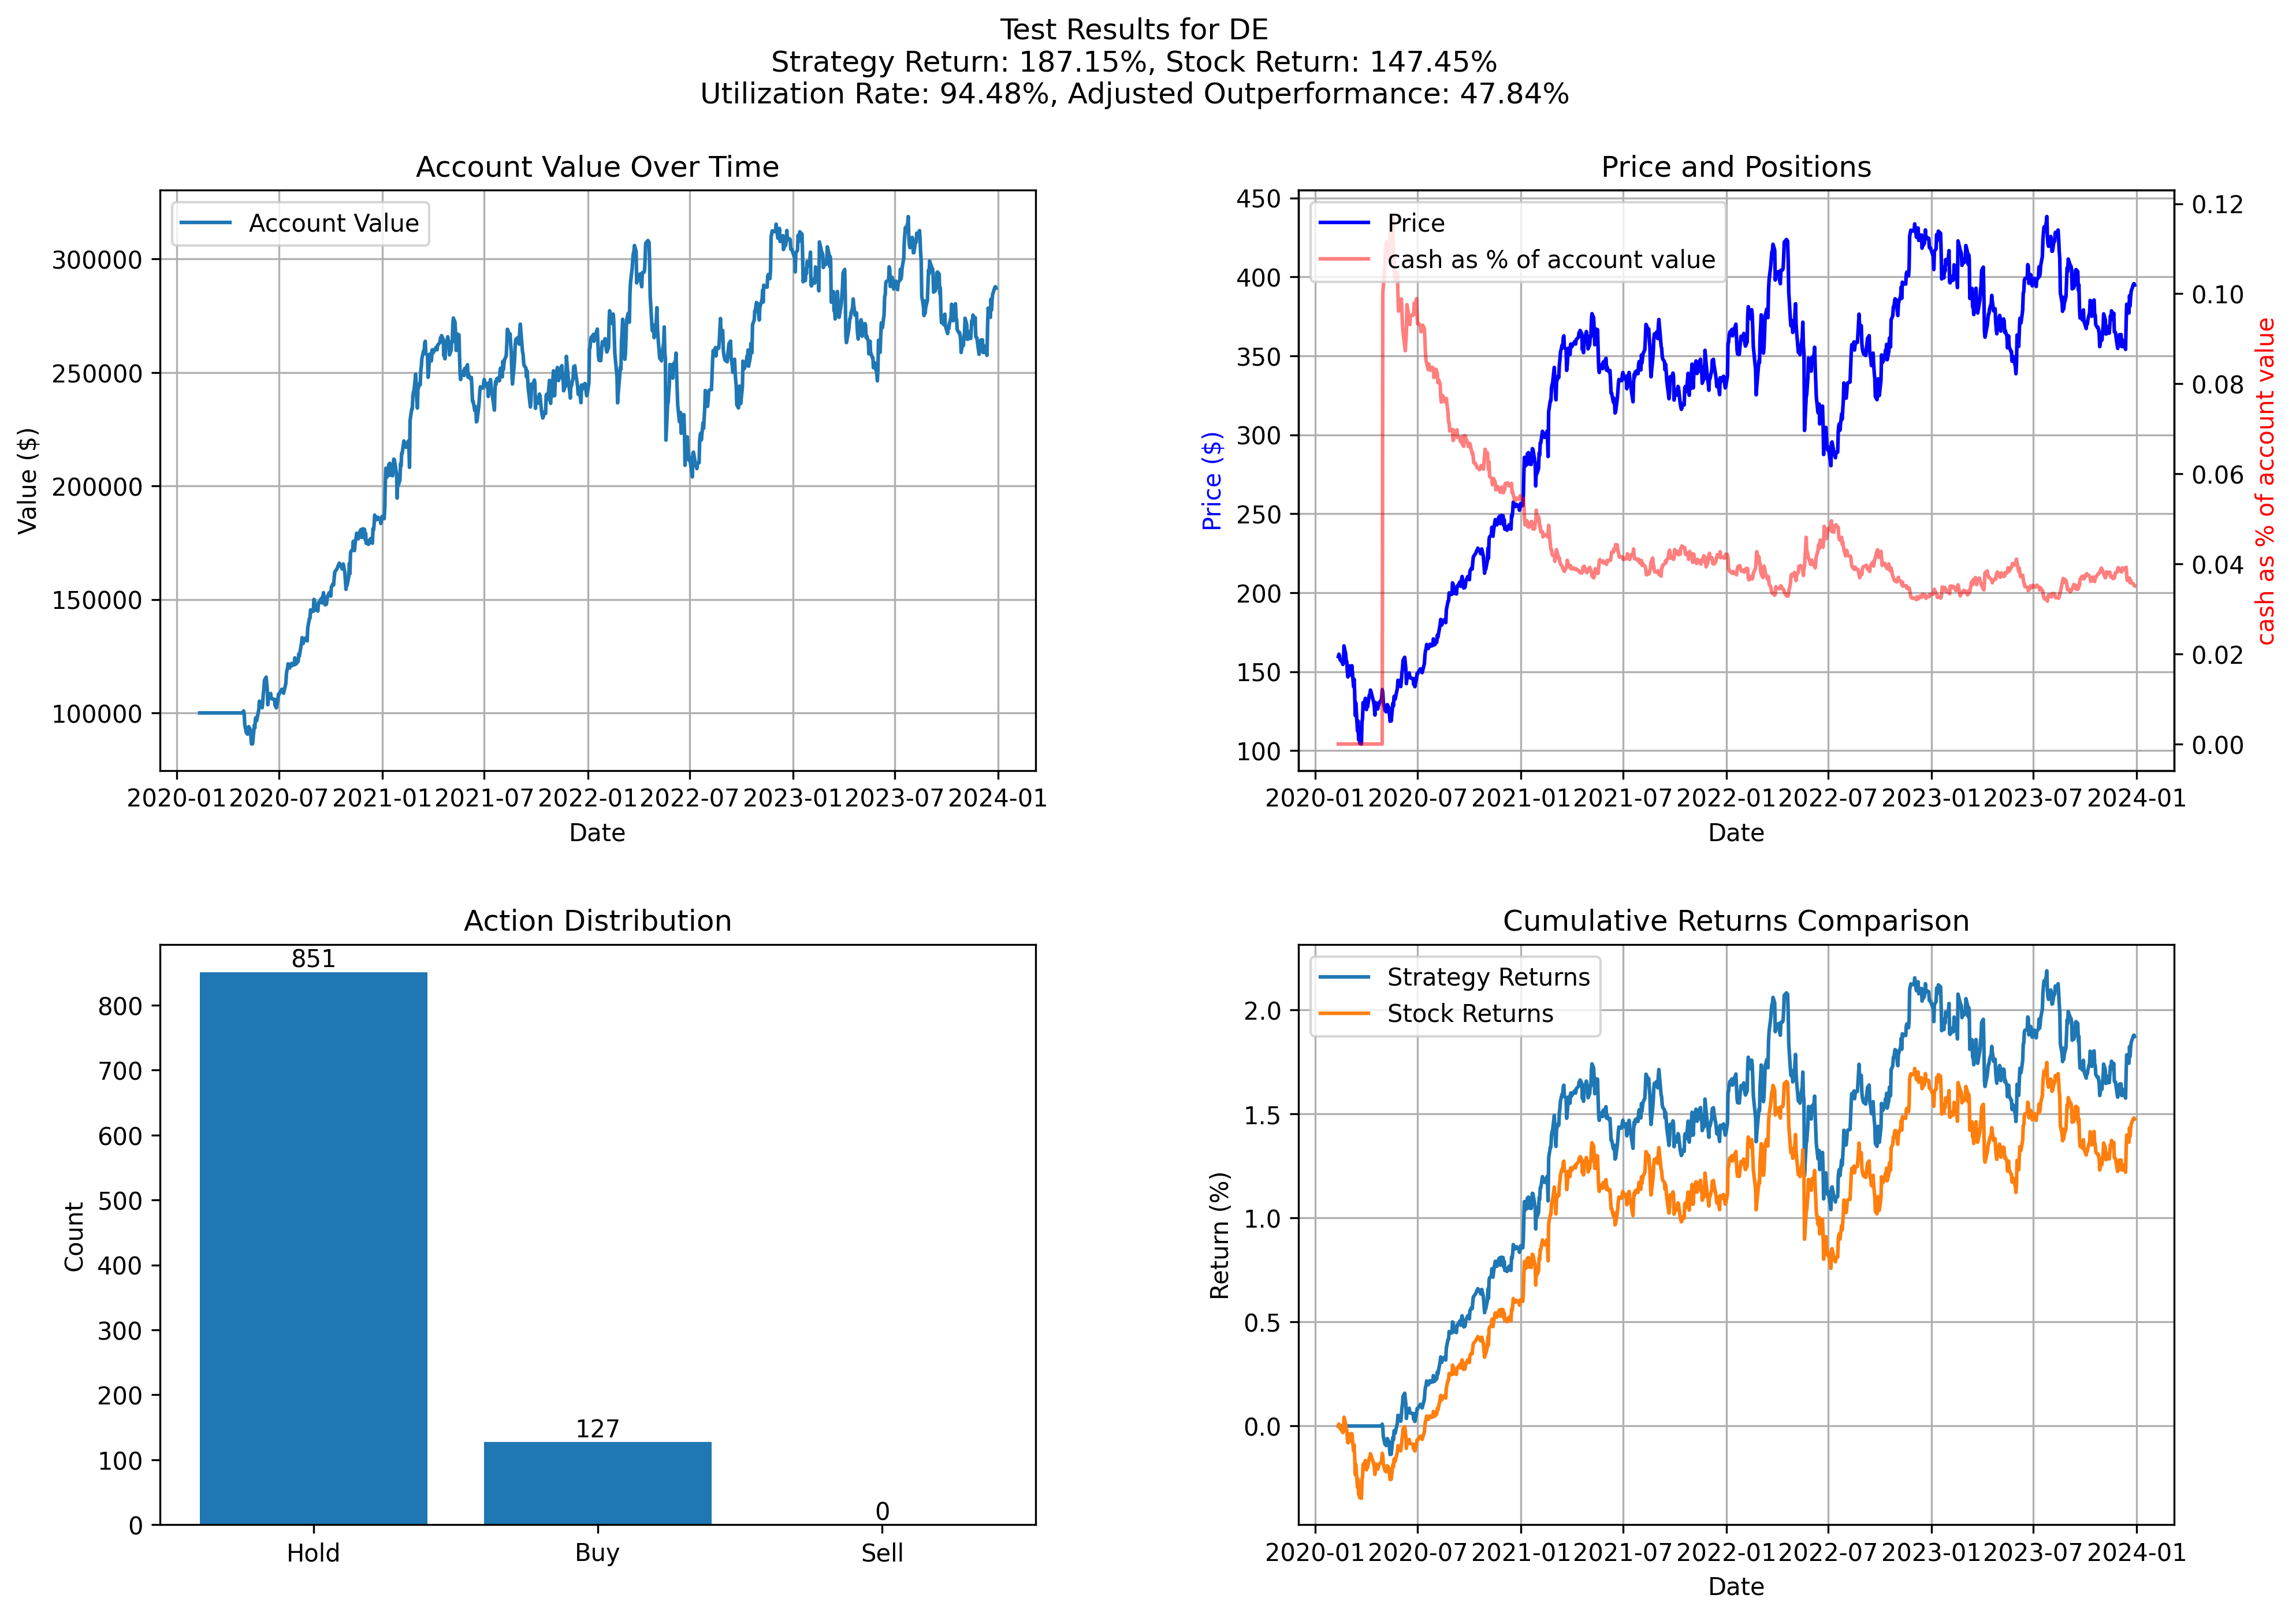 Test Results for DE
Strategy Return: 187.15%, Stock Return: 147.45%
Utilization Rate: 94.48%, Adjusted Outperformance: 47.84%
Account Value Over Time
Account Value
300000
250000
200000
150000
100000
Value ($)
2020-01 2020-07 2021-01 2021-07 2022-01 2022-07 2023-01 2023-07 2024-01
Date
Price and Positions
Price
cash as % of account value
450
400
350
300
250
200
150
100
Price ($)
0.12
0.10
0.08
0.06
0.04
0.02
0.00
cash as % of account value
2020-01 2020-07 2021-01 2021-07 2022-01 2022-07 2023-01 2023-07 2024-01
Date
Action Distribution
851
127
0
800
700
600
500
400
300
200
100
0
Count
Hold Buy Sell
Cumulative Returns Comparison
Strategy Returns
Stock Returns
2.0
1.5
1.0
0.5
0.0
Return (%)
2020-01 2020-07 2021-01 2021-07 2022-01 2022-07 2023-01 2023-07 2024-01
Date